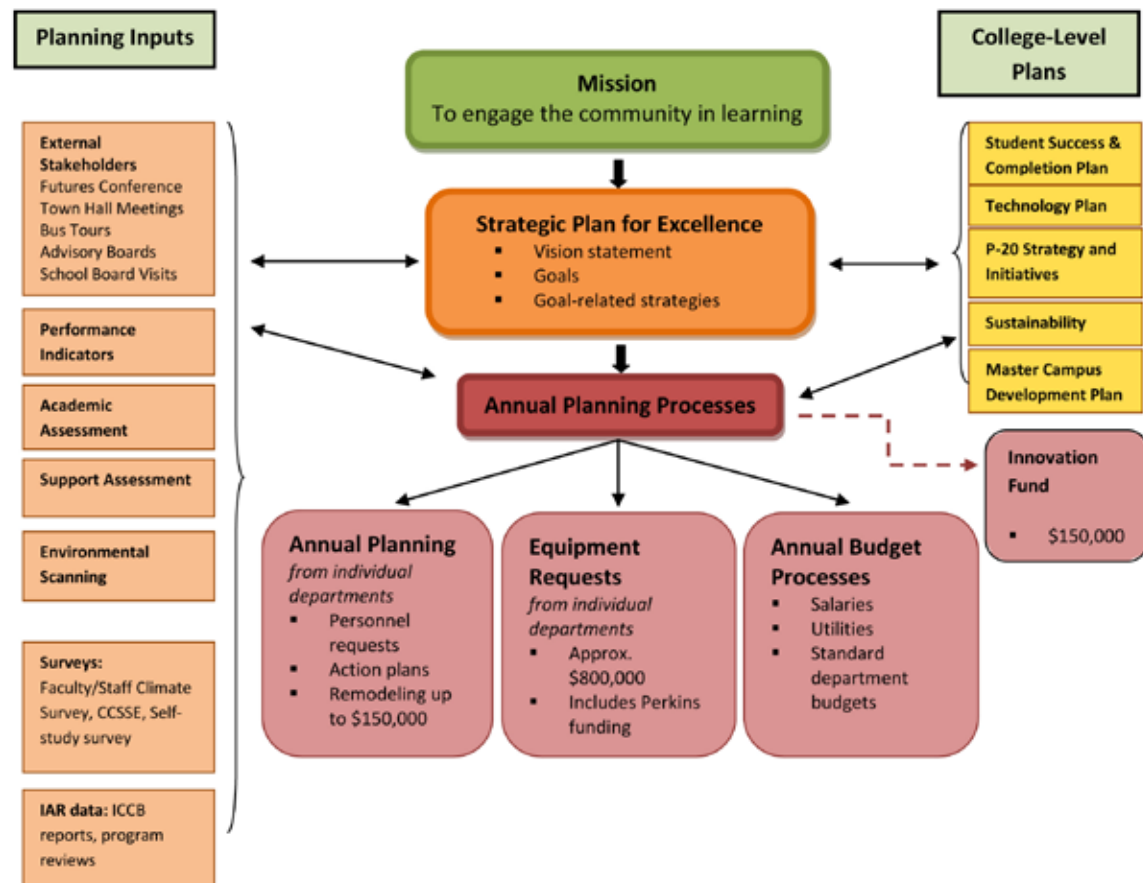 Planning Inputs
External
Stakeholders
Futures Conference
Town Hall Meetings
Bus Tours
Advisory Boards
School Board Visits
Performance
Indicators
Academic
Assessment
Support Assessment
Environmental
Scanning
Surveys:
Faculty/Staff Climate
Survey, CCSSE, Self-
study survey
IAR data: ICCB
reports, program
reviews
Mission
To engage the community in learning
Strategic Plan for Excellence
▪ Vision statement
▪ Goals
▪ Goal-related strategies
Annual Planning Processes
Annual Planning
from individual
departments
▪ Personnel
requests
▪ Action plans
▪ Remodeling up
to $150,000
Equipment
Requests
from individual
departments
▪ Approx.
$800,000
▪ Includes Perkins
funding
Annual Budget
Processes
▪ Salaries
▪ Utilities
▪ Standard
department
budgets
College-Level
Plans
Student Success &
Completion Plan
Technology Plan
P-20 Strategy and
Initiatives
Sustainability
Master Campus
Development Plan
Innovation
Fund
▪ $150,000